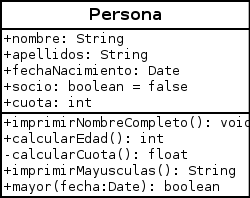 Persona
+nombre: String
+apellidos: String
+fechaNacimiento: Date
+socio: boolean = false
+cuota: int
+imprimirNombreCompleto(): void
+calcularEdad(): int
-calcularCuota(): float
+imprimirMayusculas(): String
+mayor(fecha:Date): boolean